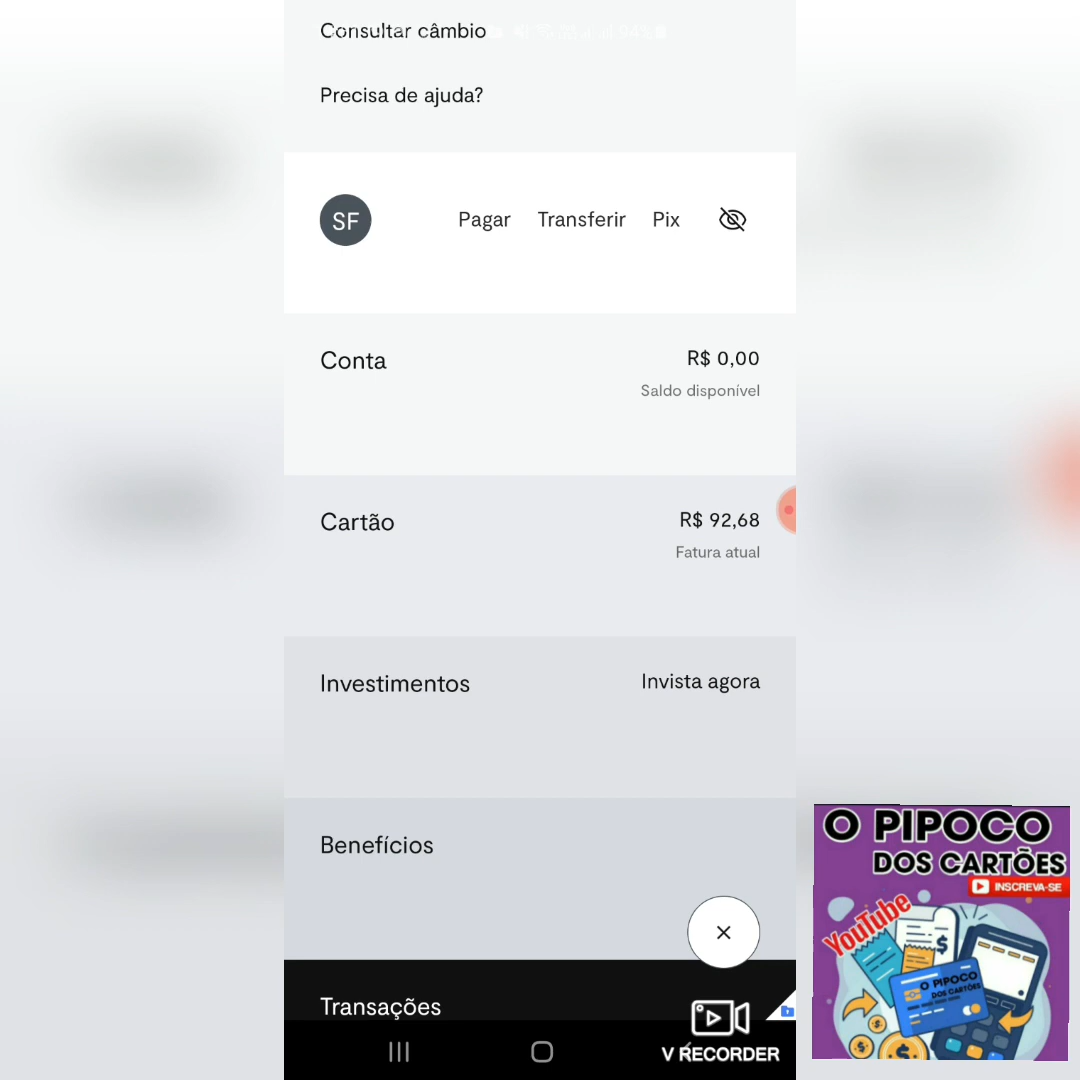 Consultar câmbio
94%
Precisa de ajuda?
SF
Pagar Transferir Pix
Conta
R$ 0,00
Saldo disponível
Cartão
R$ 92,68
Fatura atual
Investimentos
Invista agora
Benefícios
Transações
V RECORDER
O PIPOCO
DOS CARTÕES
INSCREVA-SE
YouTube
O PIPOCO
DOS CARTÕES